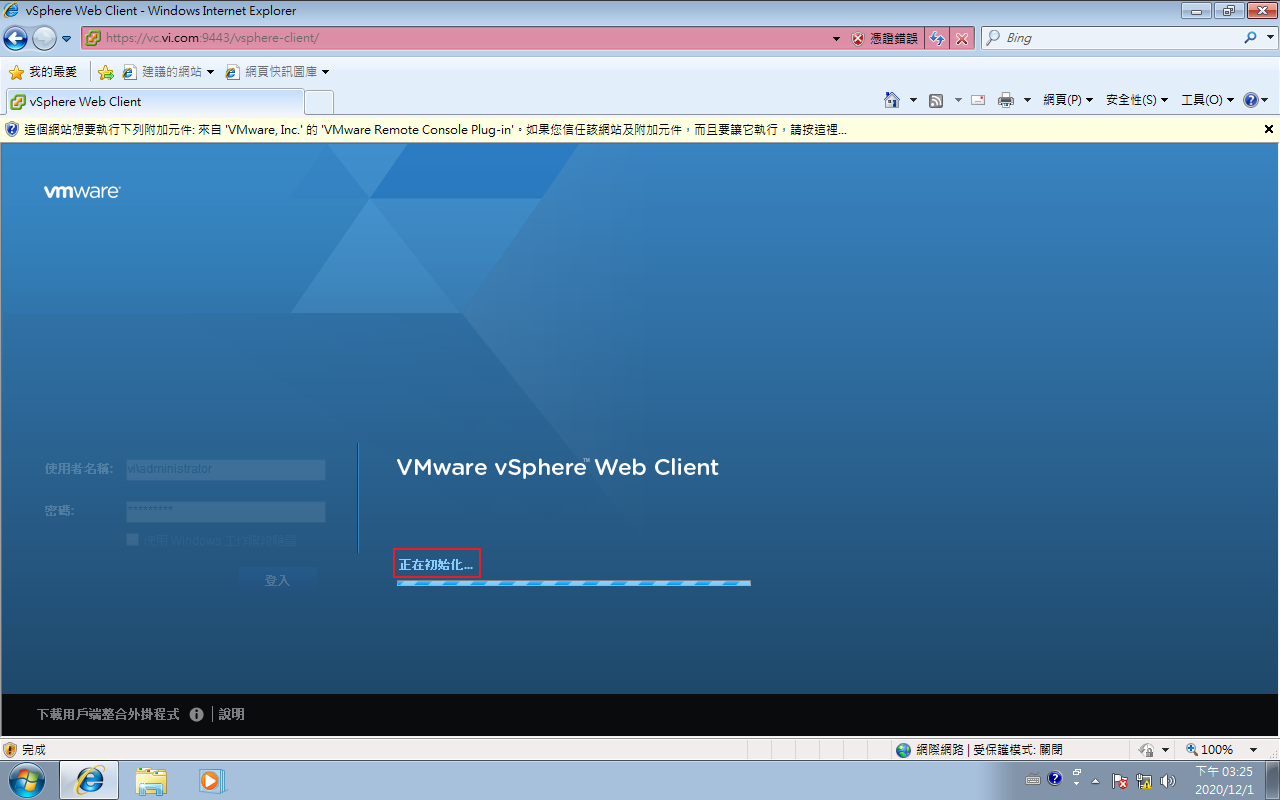 vSphere Web Client - Windows Internet Explorer
https://vc.vi.com:9443/vsphere-client/
憑證錯誤
Bing
我的最愛
建議的網站
網頁快訊圖庫
vSphere Web Client
網頁(P)
安全性(S)
工具(O)
這個網站想要執行下列附加元件: 來自 'VMware, Inc.' 的 'VMware Remote Console Plug-in'。如果您信任該網站及附加元件，而且要讓它執行，請按這裡...
vmware
使用者名稱:
vi\administrator
VMware vSphere™ Web Client
密碼:
*********
使用 Windows 工作階段驗證
正在初始化...
登入
下載用戶端整合外掛程式
說明
完成
網際網路 | 受保護模式: 關閉
100%
下午 03:25
2020/12/1